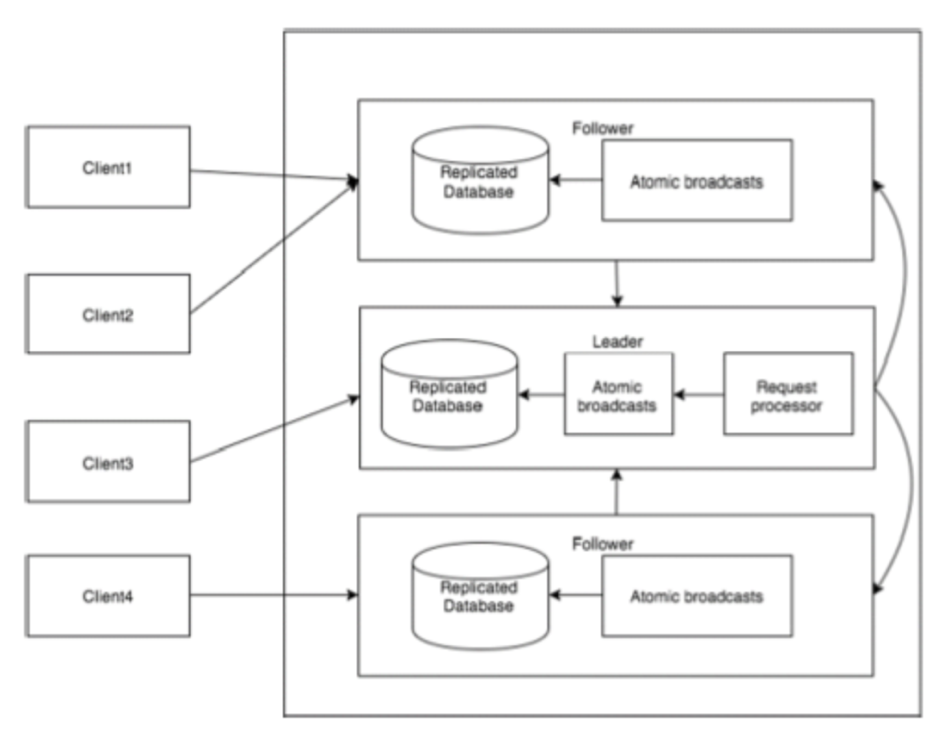 Client1
Client2
Client3
Client4
Follower
Replicated
Database
Atomic broadcasts
Leader
Replicated
Database
Atomic
broadcasts
Request
processor
Follower
Replicated
Database
Atomic broadcasts